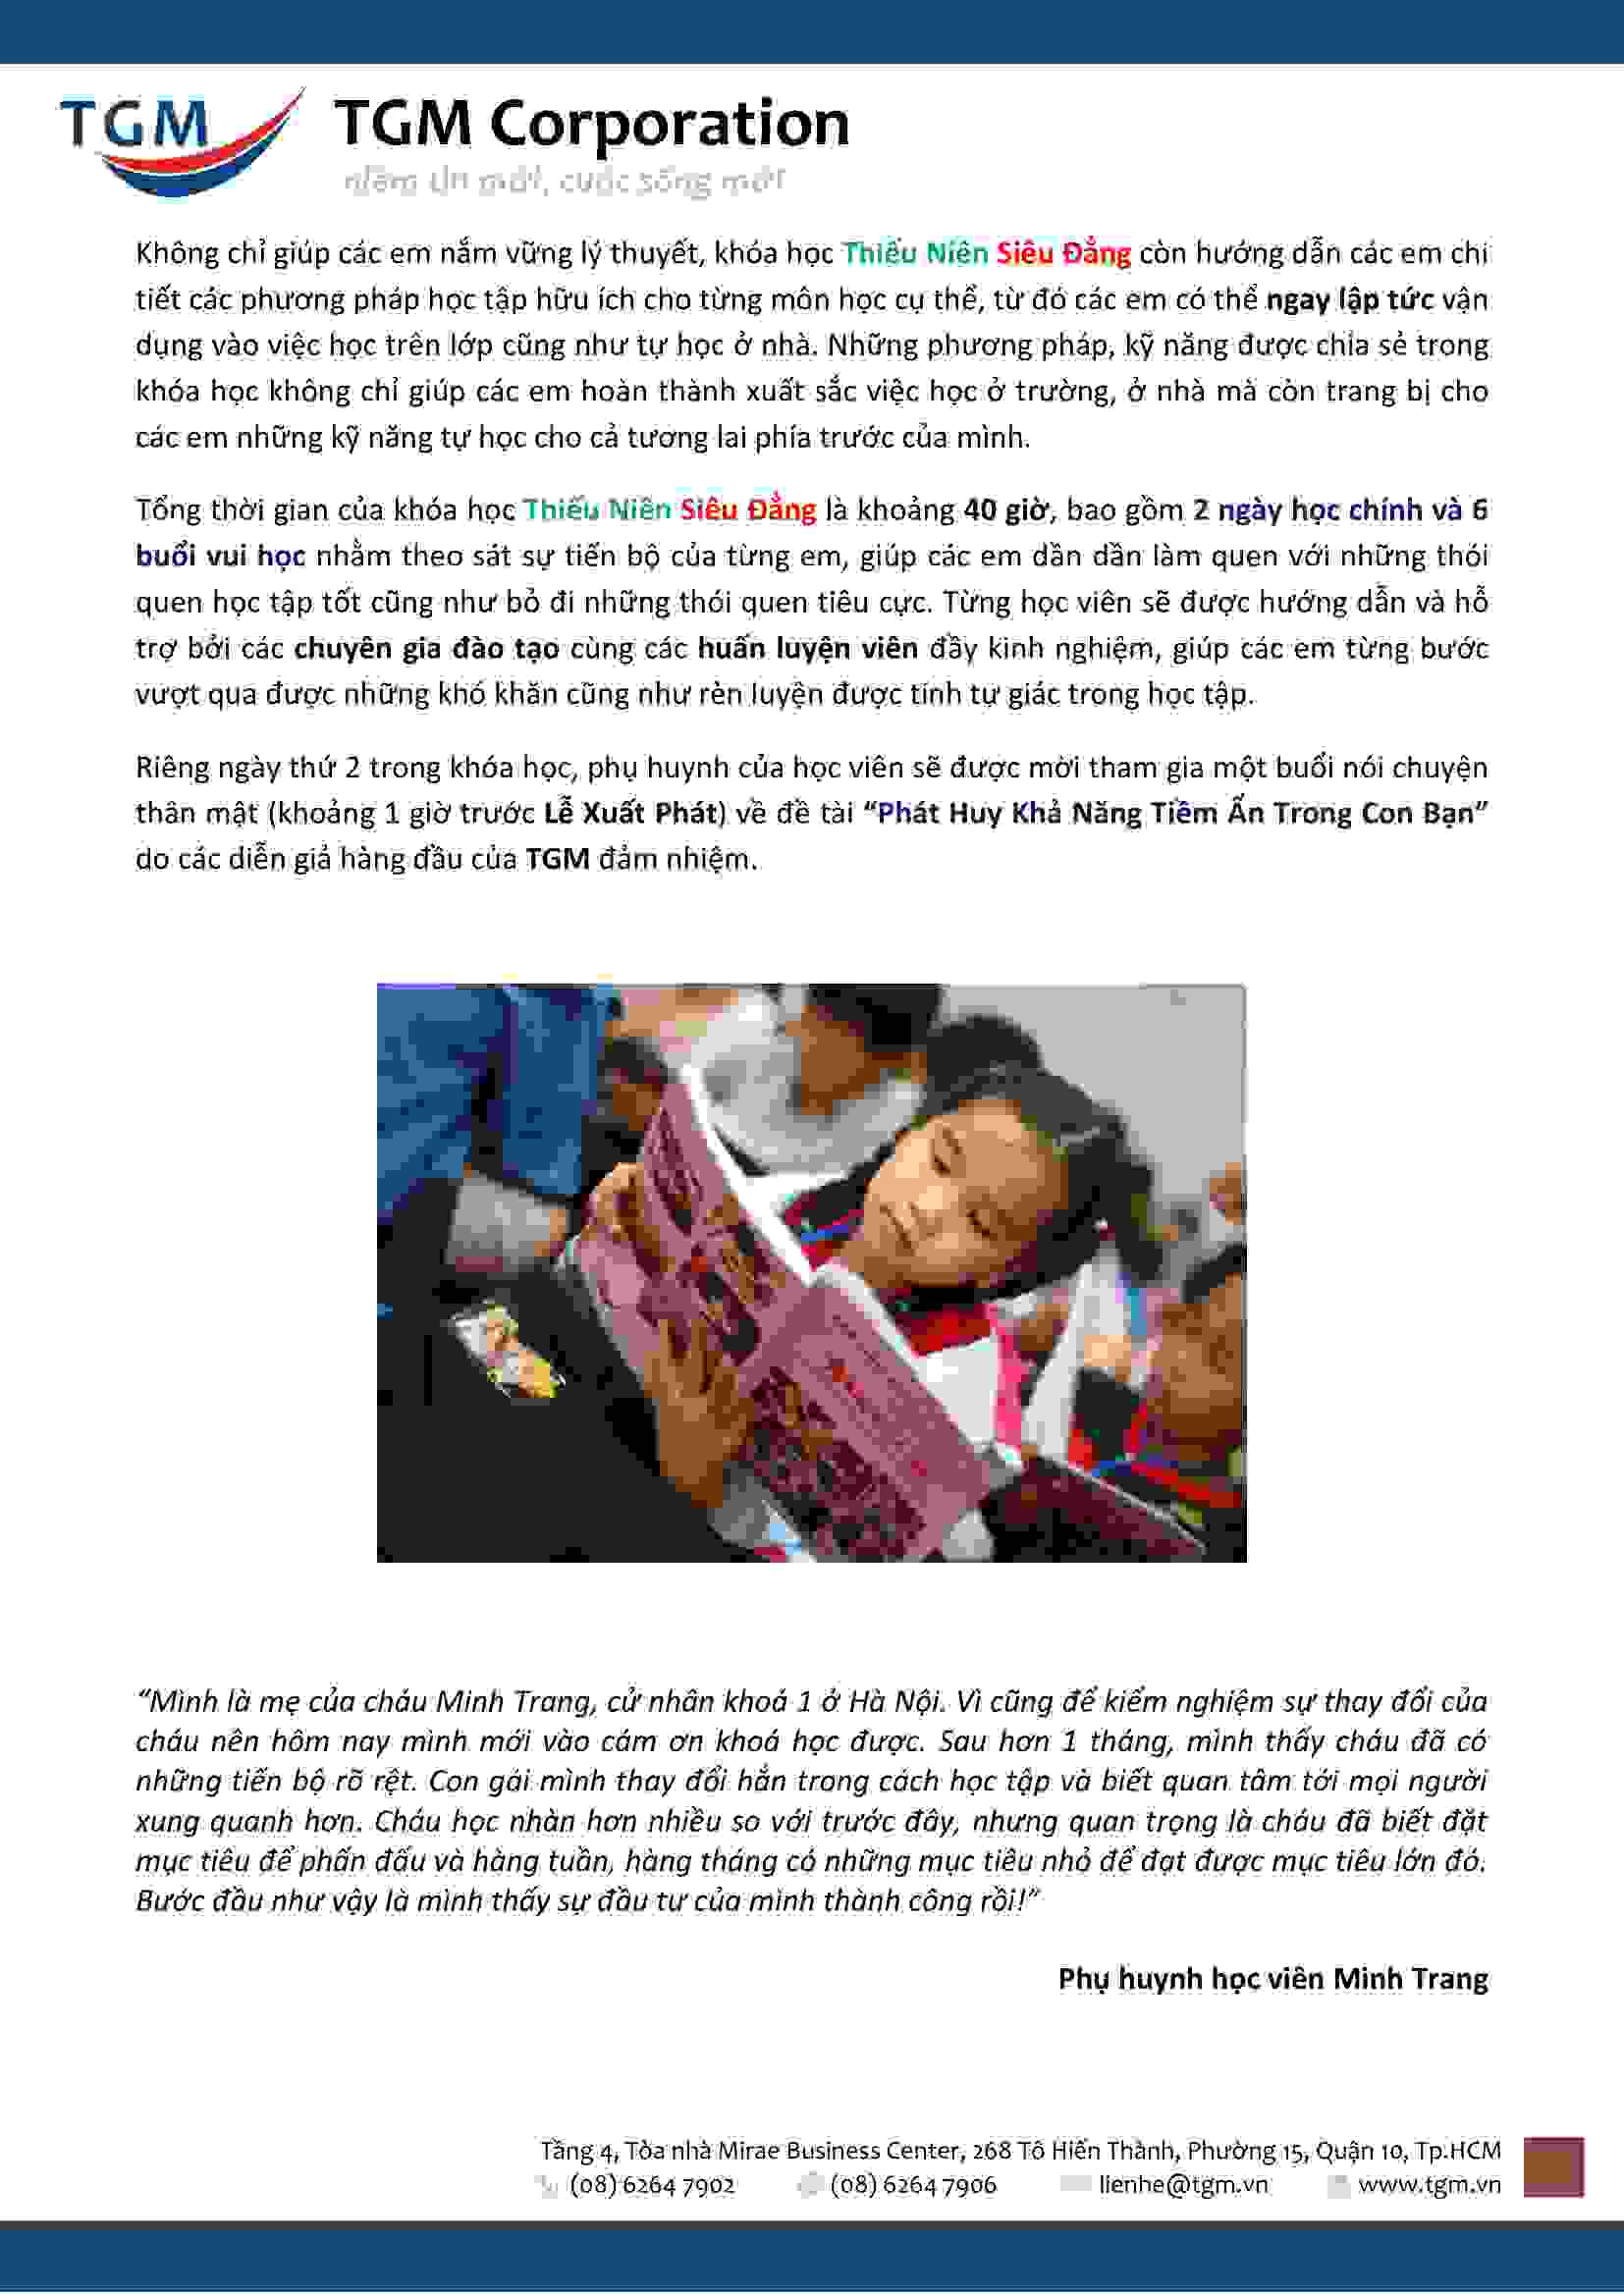 TGM
TGM Corporation
niềm tin mới, cuộc sống mới
Không chỉ giúp các em nắm vững lý thuyết, khóa học Thiếu Niên Siêu Đẳng còn hướng dẫn các em chi
tiết các phương pháp học tập hữu ích cho từng môn học cụ thể, từ đó các em có thể ngay lập tức vận
dụng vào việc học trên lớp cũng như tự học ở nhà. Những phương pháp, kỹ năng được chia sẻ trong
khóa học không chỉ giúp các em hoàn thành xuất sắc việc học ở trường, ở nhà mà còn trang bị cho
các em những kỹ năng tự học cho cả tương lai phía trước của mình.
Tổng thời gian của khóa học Thiếu Niên Siêu Đẳng là khoảng 40 giờ, bao gồm 2 ngày học chính và 6
buổi vui học nhằm theo sát sự tiến bộ của từng em, giúp các em dần dần làm quen với những thói
quen học tập tốt cũng như bỏ đi những thói quen tiêu cực. Từng học viên sẽ được hướng dẫn và hỗ
trợ bởi các chuyên gia đào tạo cùng các huấn luyện viên đầy kinh nghiệm, giúp các em từng bước
vượt qua được những khó khăn cũng như rèn luyện được tính tự giác trong học tập.
Riêng ngày thứ 2 trong khóa học, phụ huynh của học viên sẽ được mời tham gia một buổi nói chuyện
thân mật (khoảng 1 giờ trước Lễ Xuất Phát) về đề tài “Phát Huy Khả Năng Tiềm Ẩn Trong Con Bạn”
do các diễn giả hàng đầu của TGM đảm nhiệm.
“Mình là mẹ của cháu Minh Trang, cử nhân khoá 1 ở Hà Nội. Vì cũng để kiểm nghiệm sự thay đổi của
cháu nên hôm nay mình mới vào cám ơn khoá học được. Sau hơn 1 tháng, mình thấy cháu đã có
những tiến bộ rõ rệt. Con gái mình thay đổi hẳn trong cách học tập và biết quan tâm tới mọi người
xung quanh hơn. Cháu học nhàn hơn nhiều so với trước đây, nhưng quan trọng là cháu đã biết đặt
mục tiêu để phấn đấu và hàng tuần, hàng tháng có những mục tiêu nhỏ để đạt được mục tiêu lớn đó.
Bước đầu như vậy là mình thấy sự đầu tư của mình thành công rồi!”
Phụ huynh học viên Minh Trang
Tầng 4, Tòa nhà Mirae Business Center, 268 Tô Hiến Thành, Phường 15, Quận 10, Tp.HCM
(08) 6264 7902 (08) 6264 7906 lienhe@tgm.vn www.tgm.vn